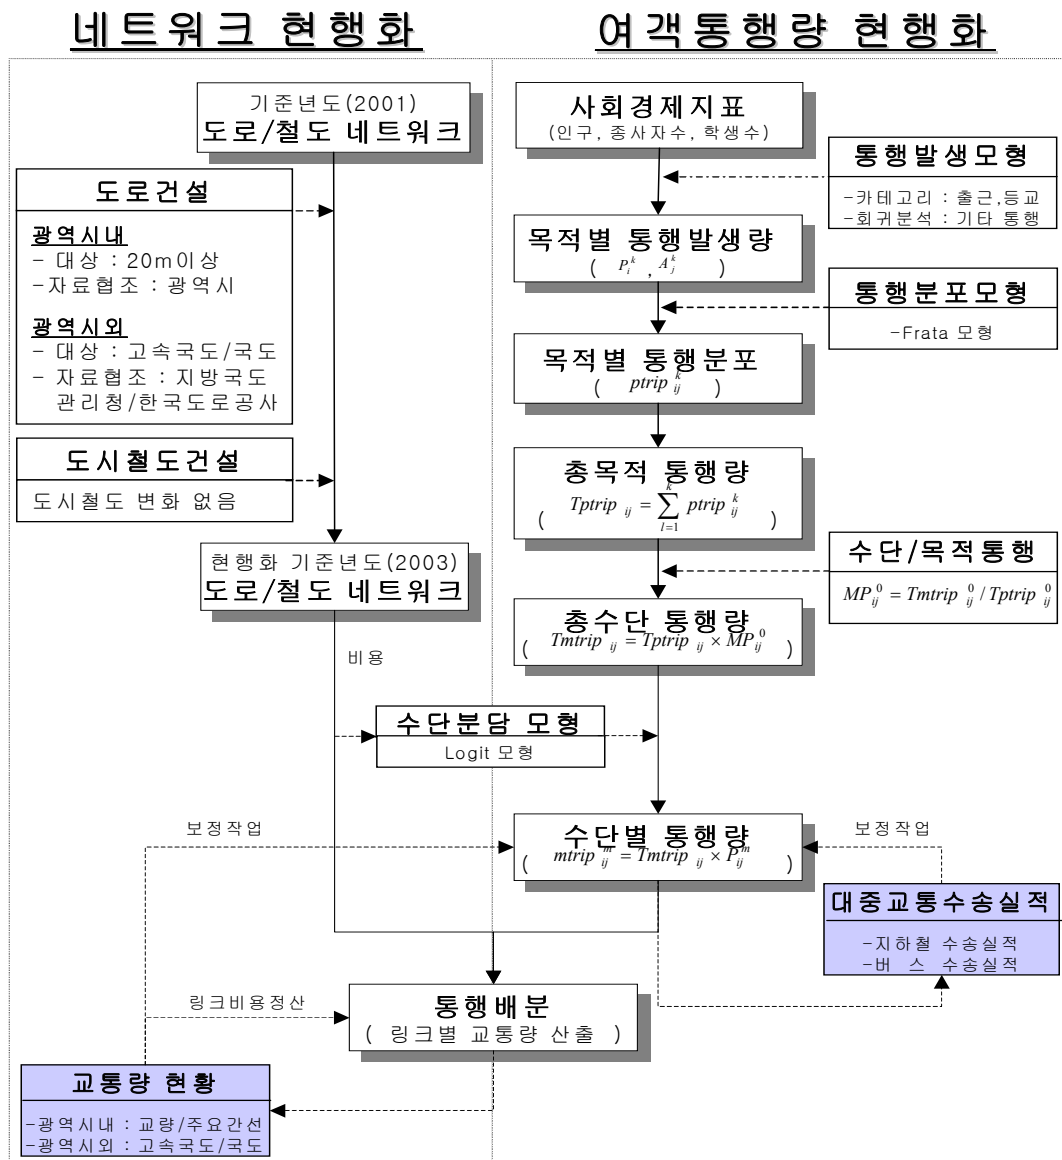 네트워크 현행화
기준년도(2001)
도로/철도 네트워크
도로건설
광역시내
- 대상 : 20m이상
-자료협조 : 광역시
광역시외
- 대상 : 고속국도/국도
- 자료협조 : 지방국도
관리청/한국도로공사
도시철도건설
도시철도 변화 없음
현행화 기준년도(2003)
도로/철도 네트워크
비용
여객통행량 현행화
사회경제지표
(인구, 종사자수, 학생수)
통행발생모형
-카테고리 : 출근,등교
-회귀분석 : 기타 통행
목적별 통행발생량
( P_i^k , A_j^k )
통행분포모형
-Frata 모형
목적별 통행분포
( ptrip_ij^k )
총목적 통행량
( Tptrip_ij = ∑_{l=1}^{k} ptrip_ij^k )
수단/목적통행
MP_ij^0 = Tmtrip_ij^0 / Tptrip_ij^0
총수단 통행량
( Tmtrip_ij = Tptrip_ij × MP_ij^0 )
수단분담 모형
Logit 모형
보정작업
수단별 통행량
( mtrip_ij^m = Tmtrip_ij × P_ij^m )
보정작업
대중교통수송실적
-지하철 수송실적
-버 스 수송실적
링크비용정산
통행배분
( 링크별 교통량 산출 )
교통량 현황
-광역시내 : 교량/주요간선
-광역시외 : 고속국도/국도